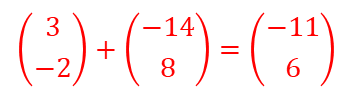 (3 -2) + (-14 8) = (-11 6)